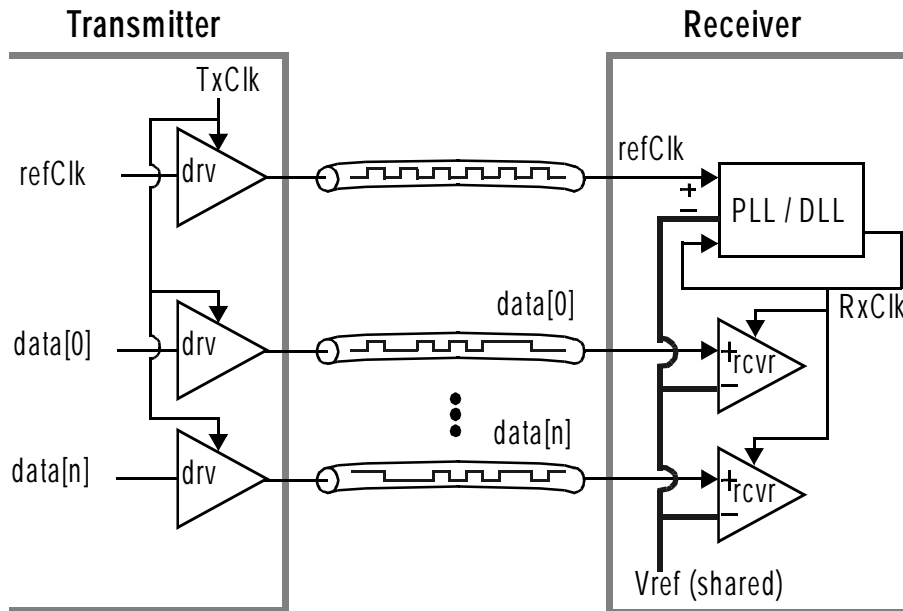 Transmitter
Receiver
TxClk
refClk
drv
refClk
+
−
PLL / DLL
RxClk
data[0]
drv
data[0]
+
rcvr
−
data[n]
drv
data[n]
+
rcvr
−
Vref (shared)